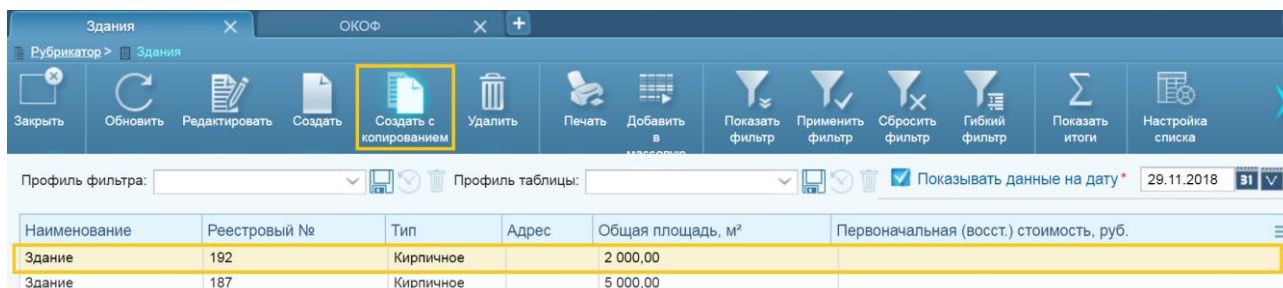 Здания ОКОФ
Рубрикатор > Здания
Закрыть Обновить Редактировать Создать Создать с копированием Удалить Печать Добавить в массовую Показать фильтр Применить фильтр Сбросить фильтр Гибкий фильтр Показать итоги Настройка списка
Профиль фильтра: Профиль таблицы: Показывать данные на дату * 29.11.2018 31
Наименование Реестровый № Тип Адрес Общая площадь, м² Первоначальная (восст.) стоимость, руб.
Здание 192 Кирпичное 2 000,00
Здание 187 Кирпичное 5 000,00